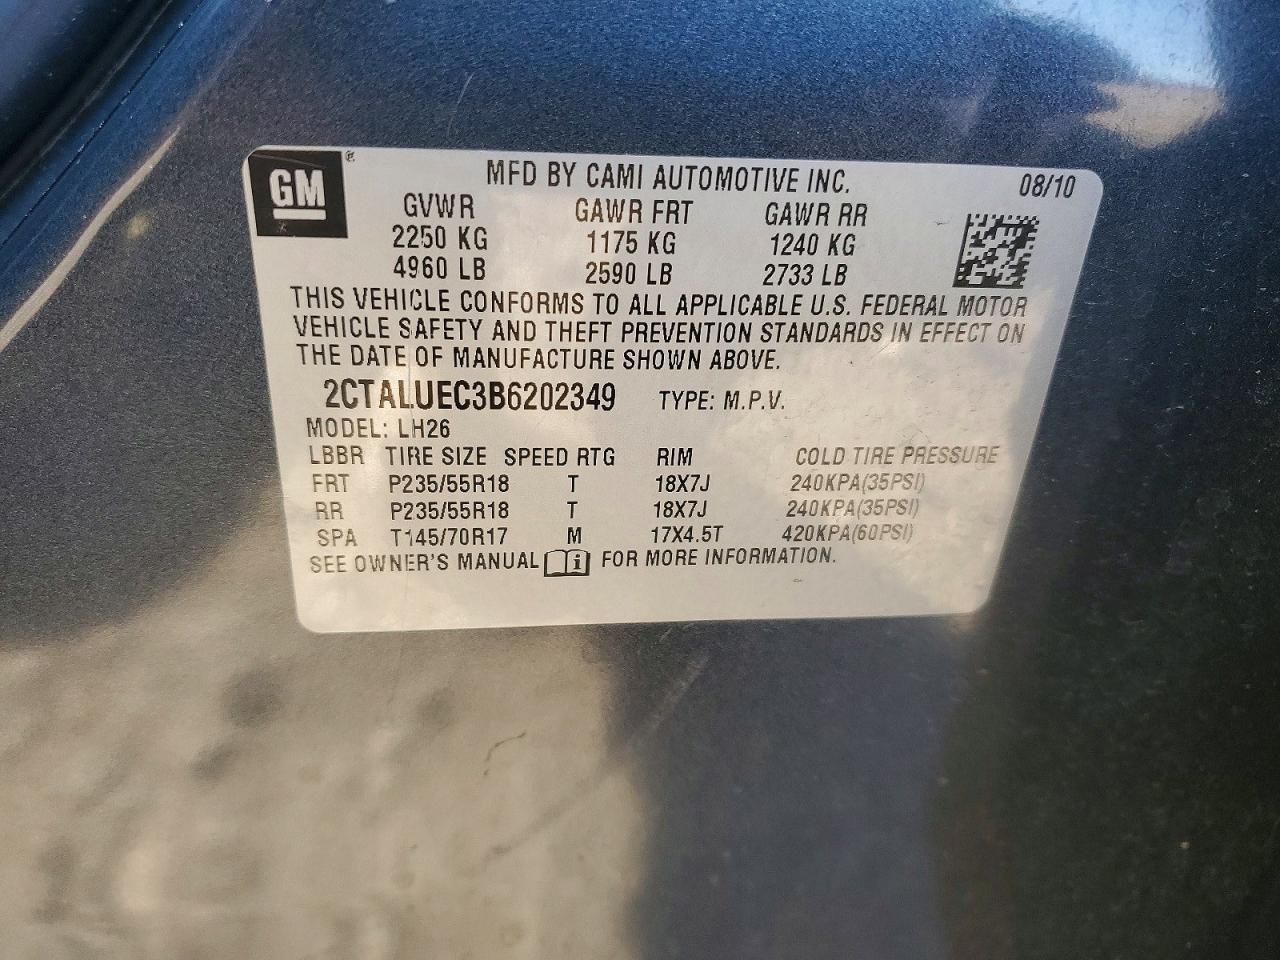 GM ® MFD BY CAMI AUTOMOTIVE INC. 08/10
GVWR GAWR FRT GAWR RR
2250 KG 1175 KG 1240 KG
4960 LB 2590 LB 2733 LB
THIS VEHICLE CONFORMS TO ALL APPLICABLE U.S. FEDERAL MOTOR
VEHICLE SAFETY AND THEFT PREVENTION STANDARDS IN EFFECT ON
THE DATE OF MANUFACTURE SHOWN ABOVE.
2CTALUEC3B6202349 TYPE: M.P.V.
MODEL: LH26
LBBR TIRE SIZE SPEED RTG RIM COLD TIRE PRESSURE
FRT P235/55R18 T 18X7J 240KPA(35PSI)
RR P235/55R18 T 18X7J 240KPA(35PSI)
SPA T145/70R17 M 17X4.5T 420KPA(60PSI)
SEE OWNER'S MANUAL i FOR MORE INFORMATION.